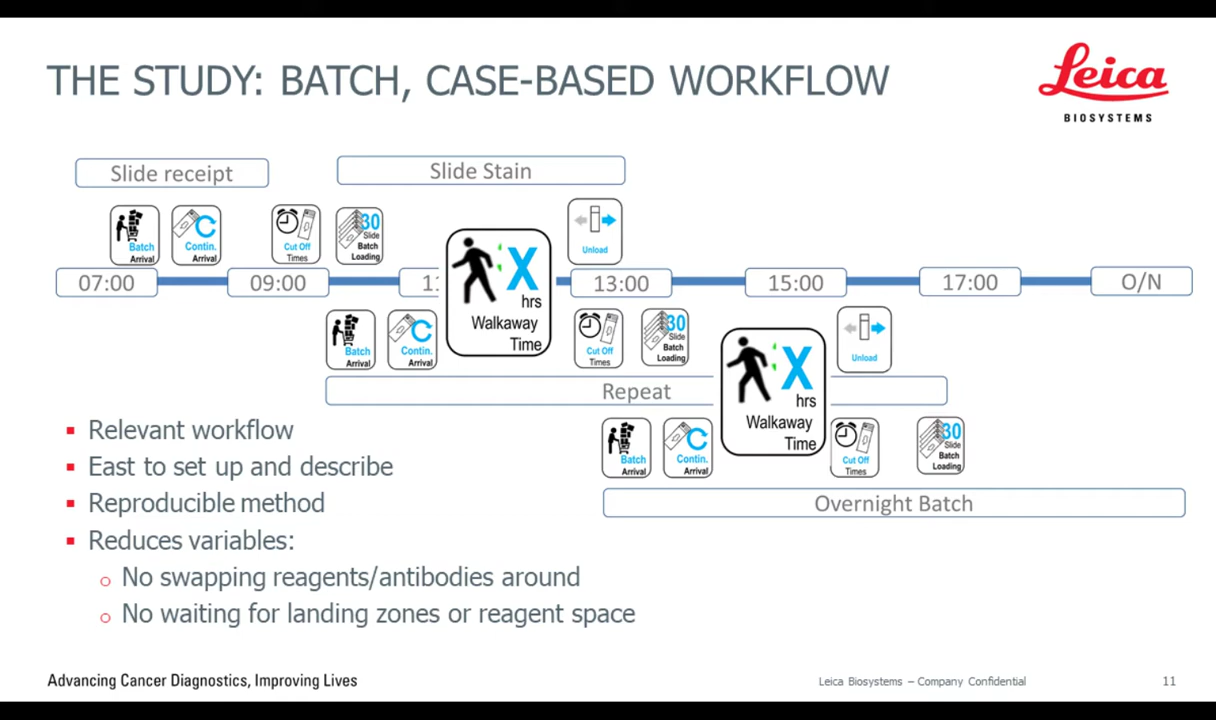 THE STUDY: BATCH, CASE-BASED WORKFLOW
Leica
BIOSYSTEMS
Slide receipt
Slide Stain
Batch
Arrival
Contin.
Arrival
Cut Off
Times
30
Slide
Batch
Loading
X
hrs
Walkaway
Time
Unload
07:00
09:00
13:00
15:00
17:00
O/N
Batch
Arrival
Contin.
Arrival
Cut Off
Times
30
Slide
Batch
Loading
X
hrs
Walkaway
Time
Unload
Repeat
Batch
Arrival
Contin.
Arrival
Cut Off
Times
30
Slide
Batch
Loading
Overnight Batch
Relevant workflow
East to set up and describe
Reproducible method
Reduces variables:
No swapping reagents/antibodies around
No waiting for landing zones or reagent space
Advancing Cancer Diagnostics, Improving Lives
Leica Biosystems – Company Confidential
11